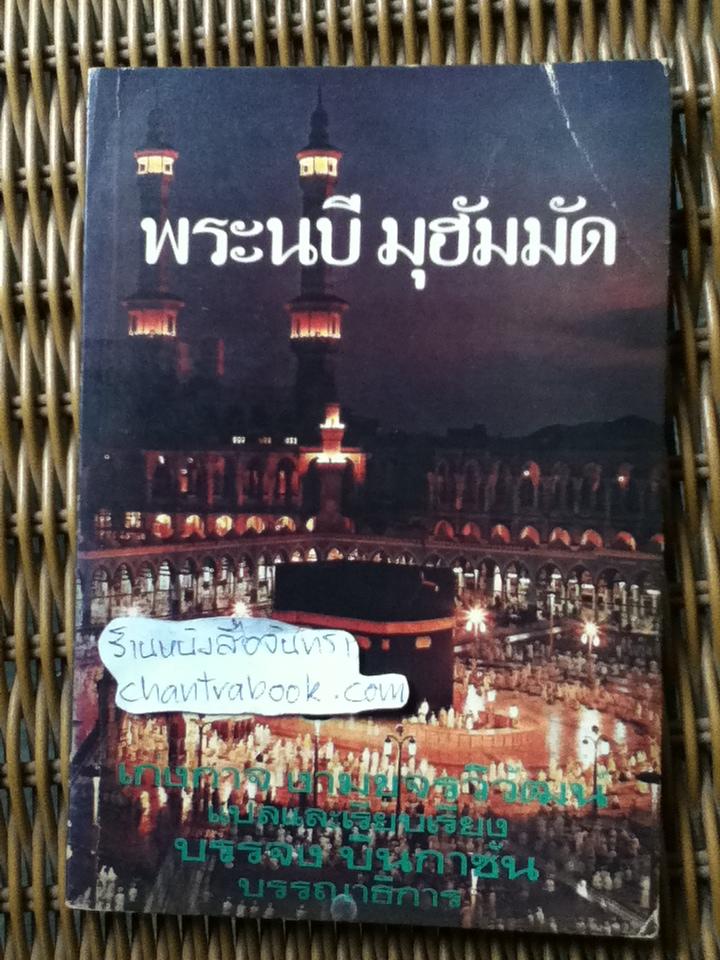 พระนบี มุฮัมมัด
ร้านหนังสือจันทรา
chantrabook.com
แปลและเรียบเรียง
บรรจง บินกาซัน
บรรณาธิการ